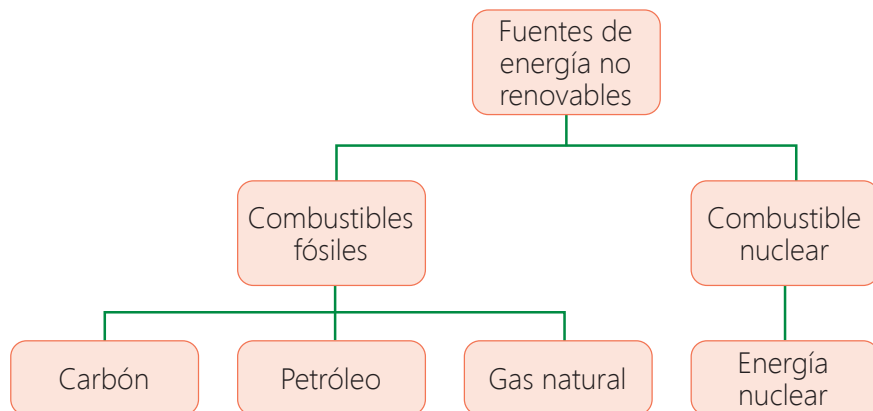 Fuentes de
energía no
renovables
Combustibles
fósiles
Combustible
nuclear
Carbón
Petróleo
Gas natural
Energía
nuclear